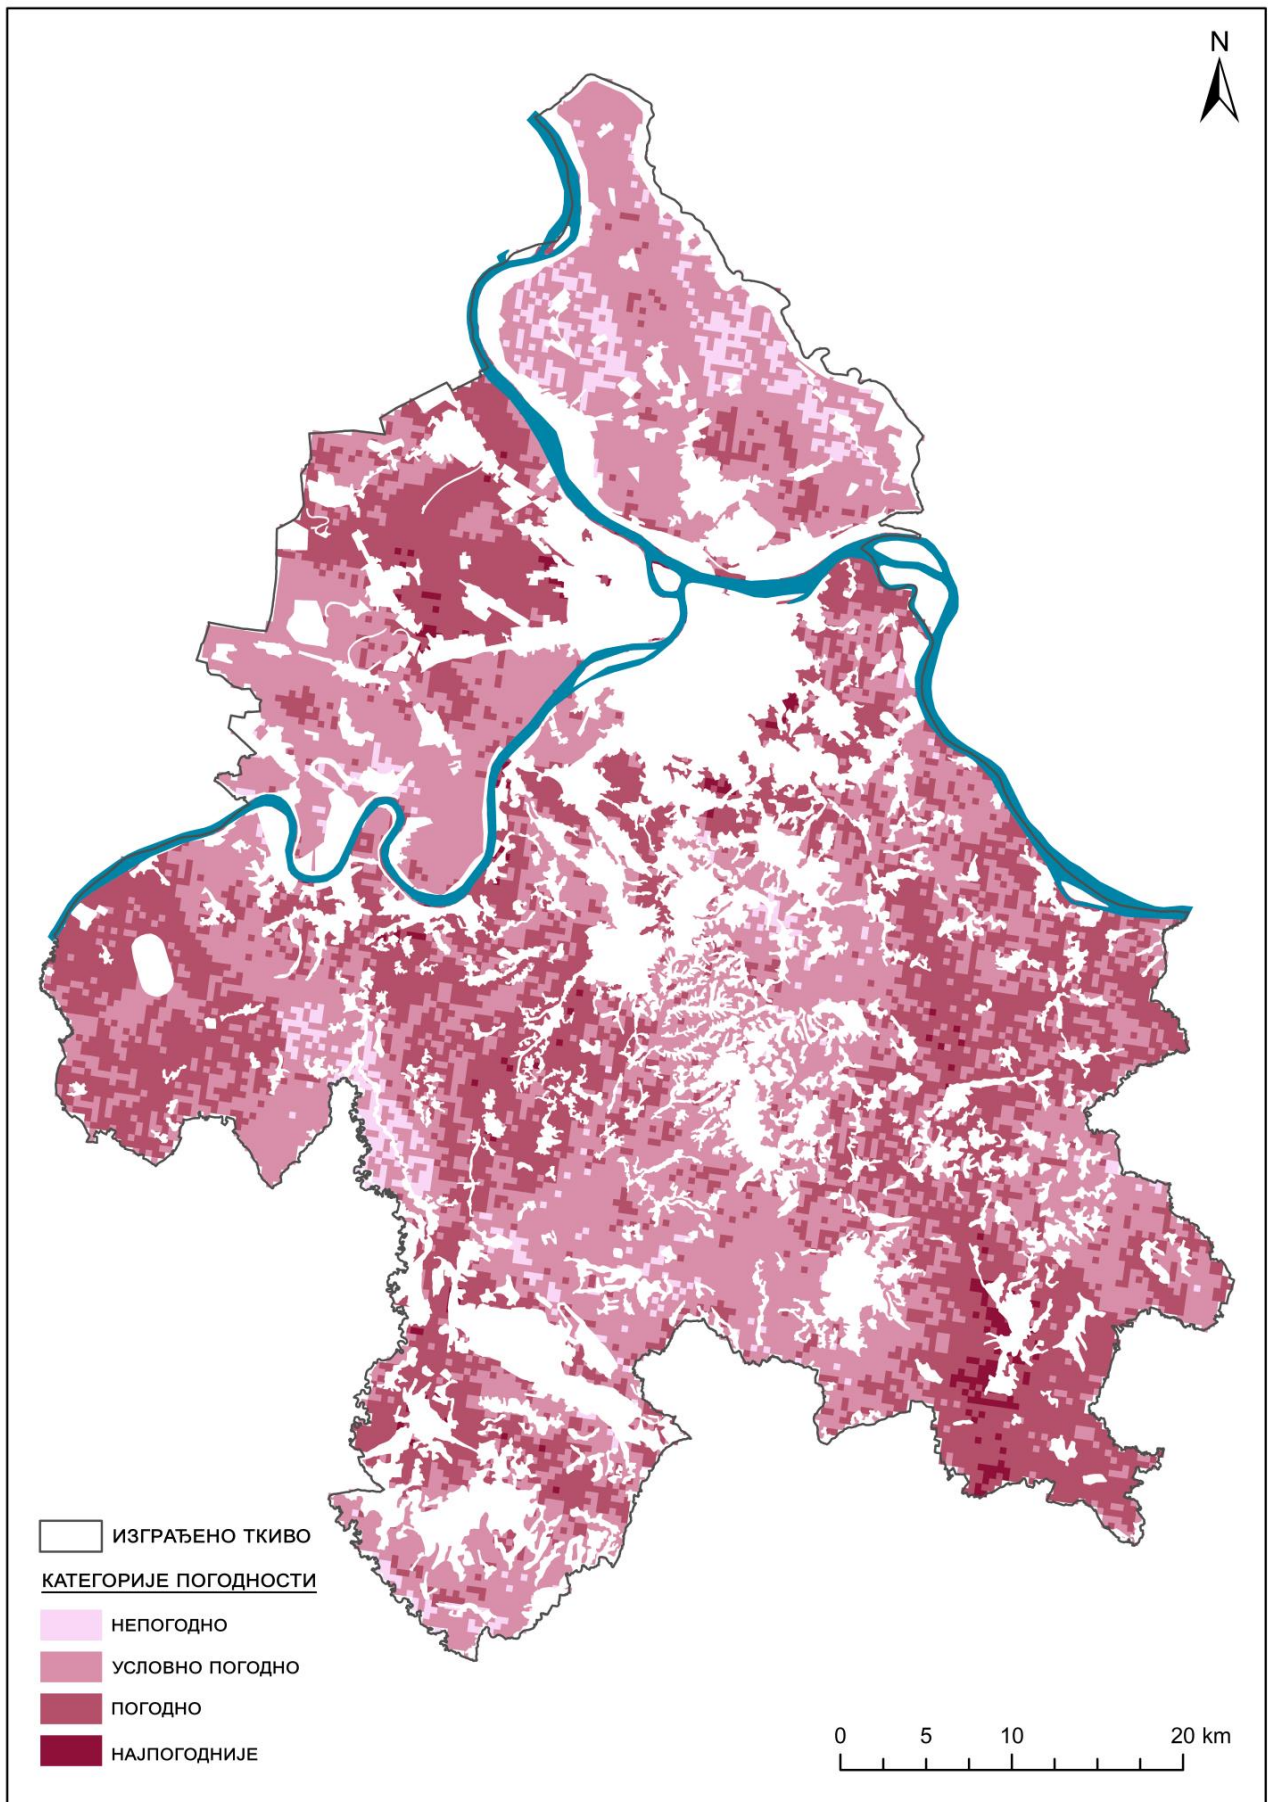 N
ИЗГРАЂЕНО ТКИВО
КАТЕГОРИЈЕ ПОГОДНОСТИ
НЕПОГОДНО
УСЛОВНО ПОГОДНО
ПОГОДНО
НАЈПОГОДНИЈЕ
0 5 10 20 km